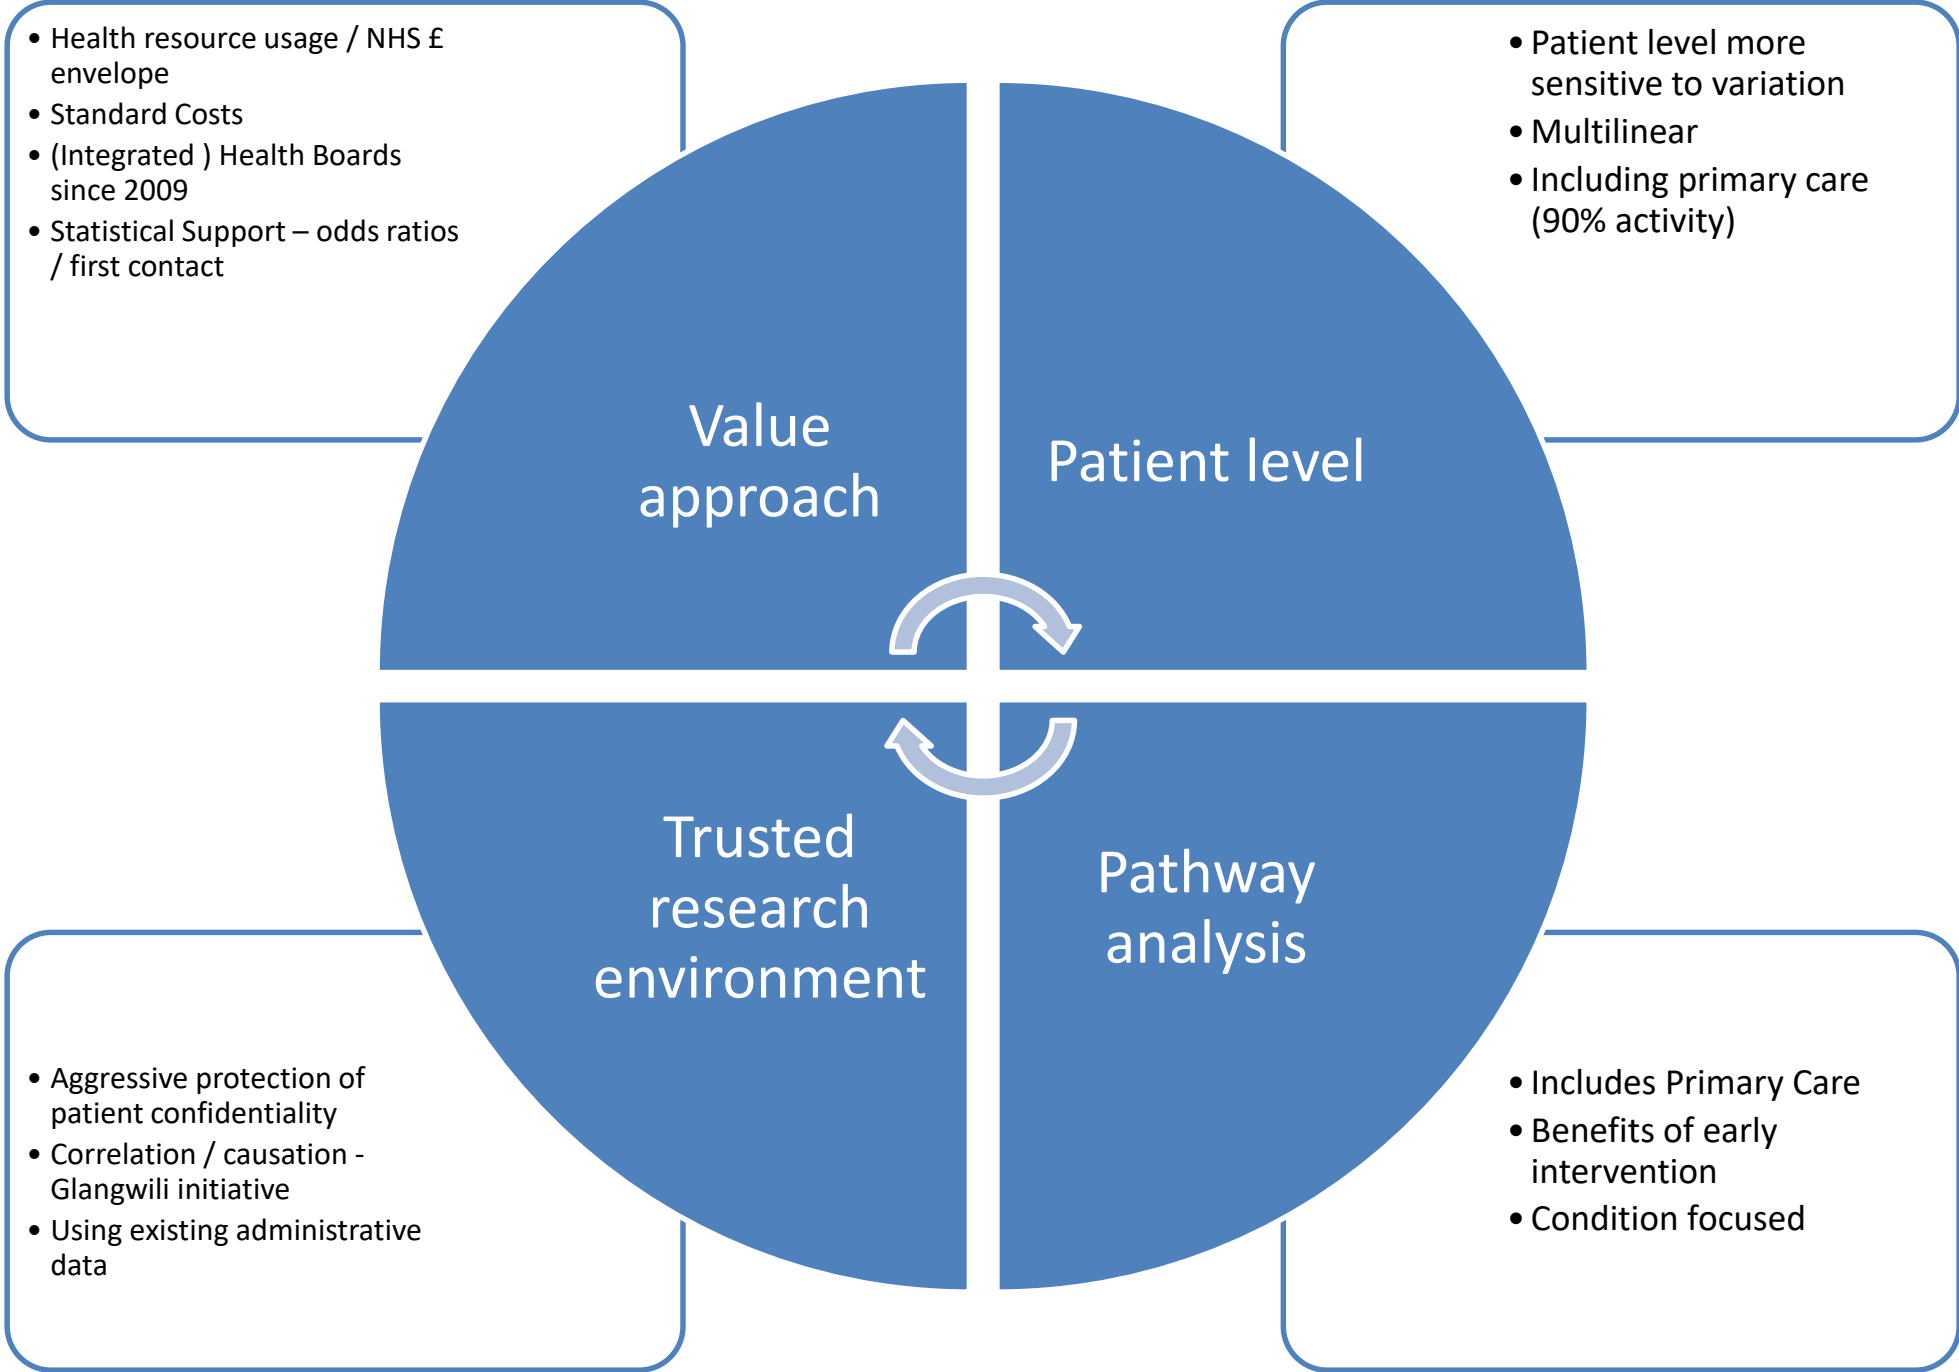 • Health resource usage / NHS £
envelope
• Standard Costs
• (Integrated ) Health Boards
since 2009
• Statistical Support – odds ratios
/ first contact
• Patient level more
sensitive to variation
• Multilinear
• Including primary care
(90% activity)
Value
approach
Patient level
Trusted
research
environment
Pathway
analysis
• Aggressive protection of
patient confidentiality
• Correlation / causation -
Glangwili initiative
• Using existing administrative
data
• Includes Primary Care
• Benefits of early
intervention
• Condition focused